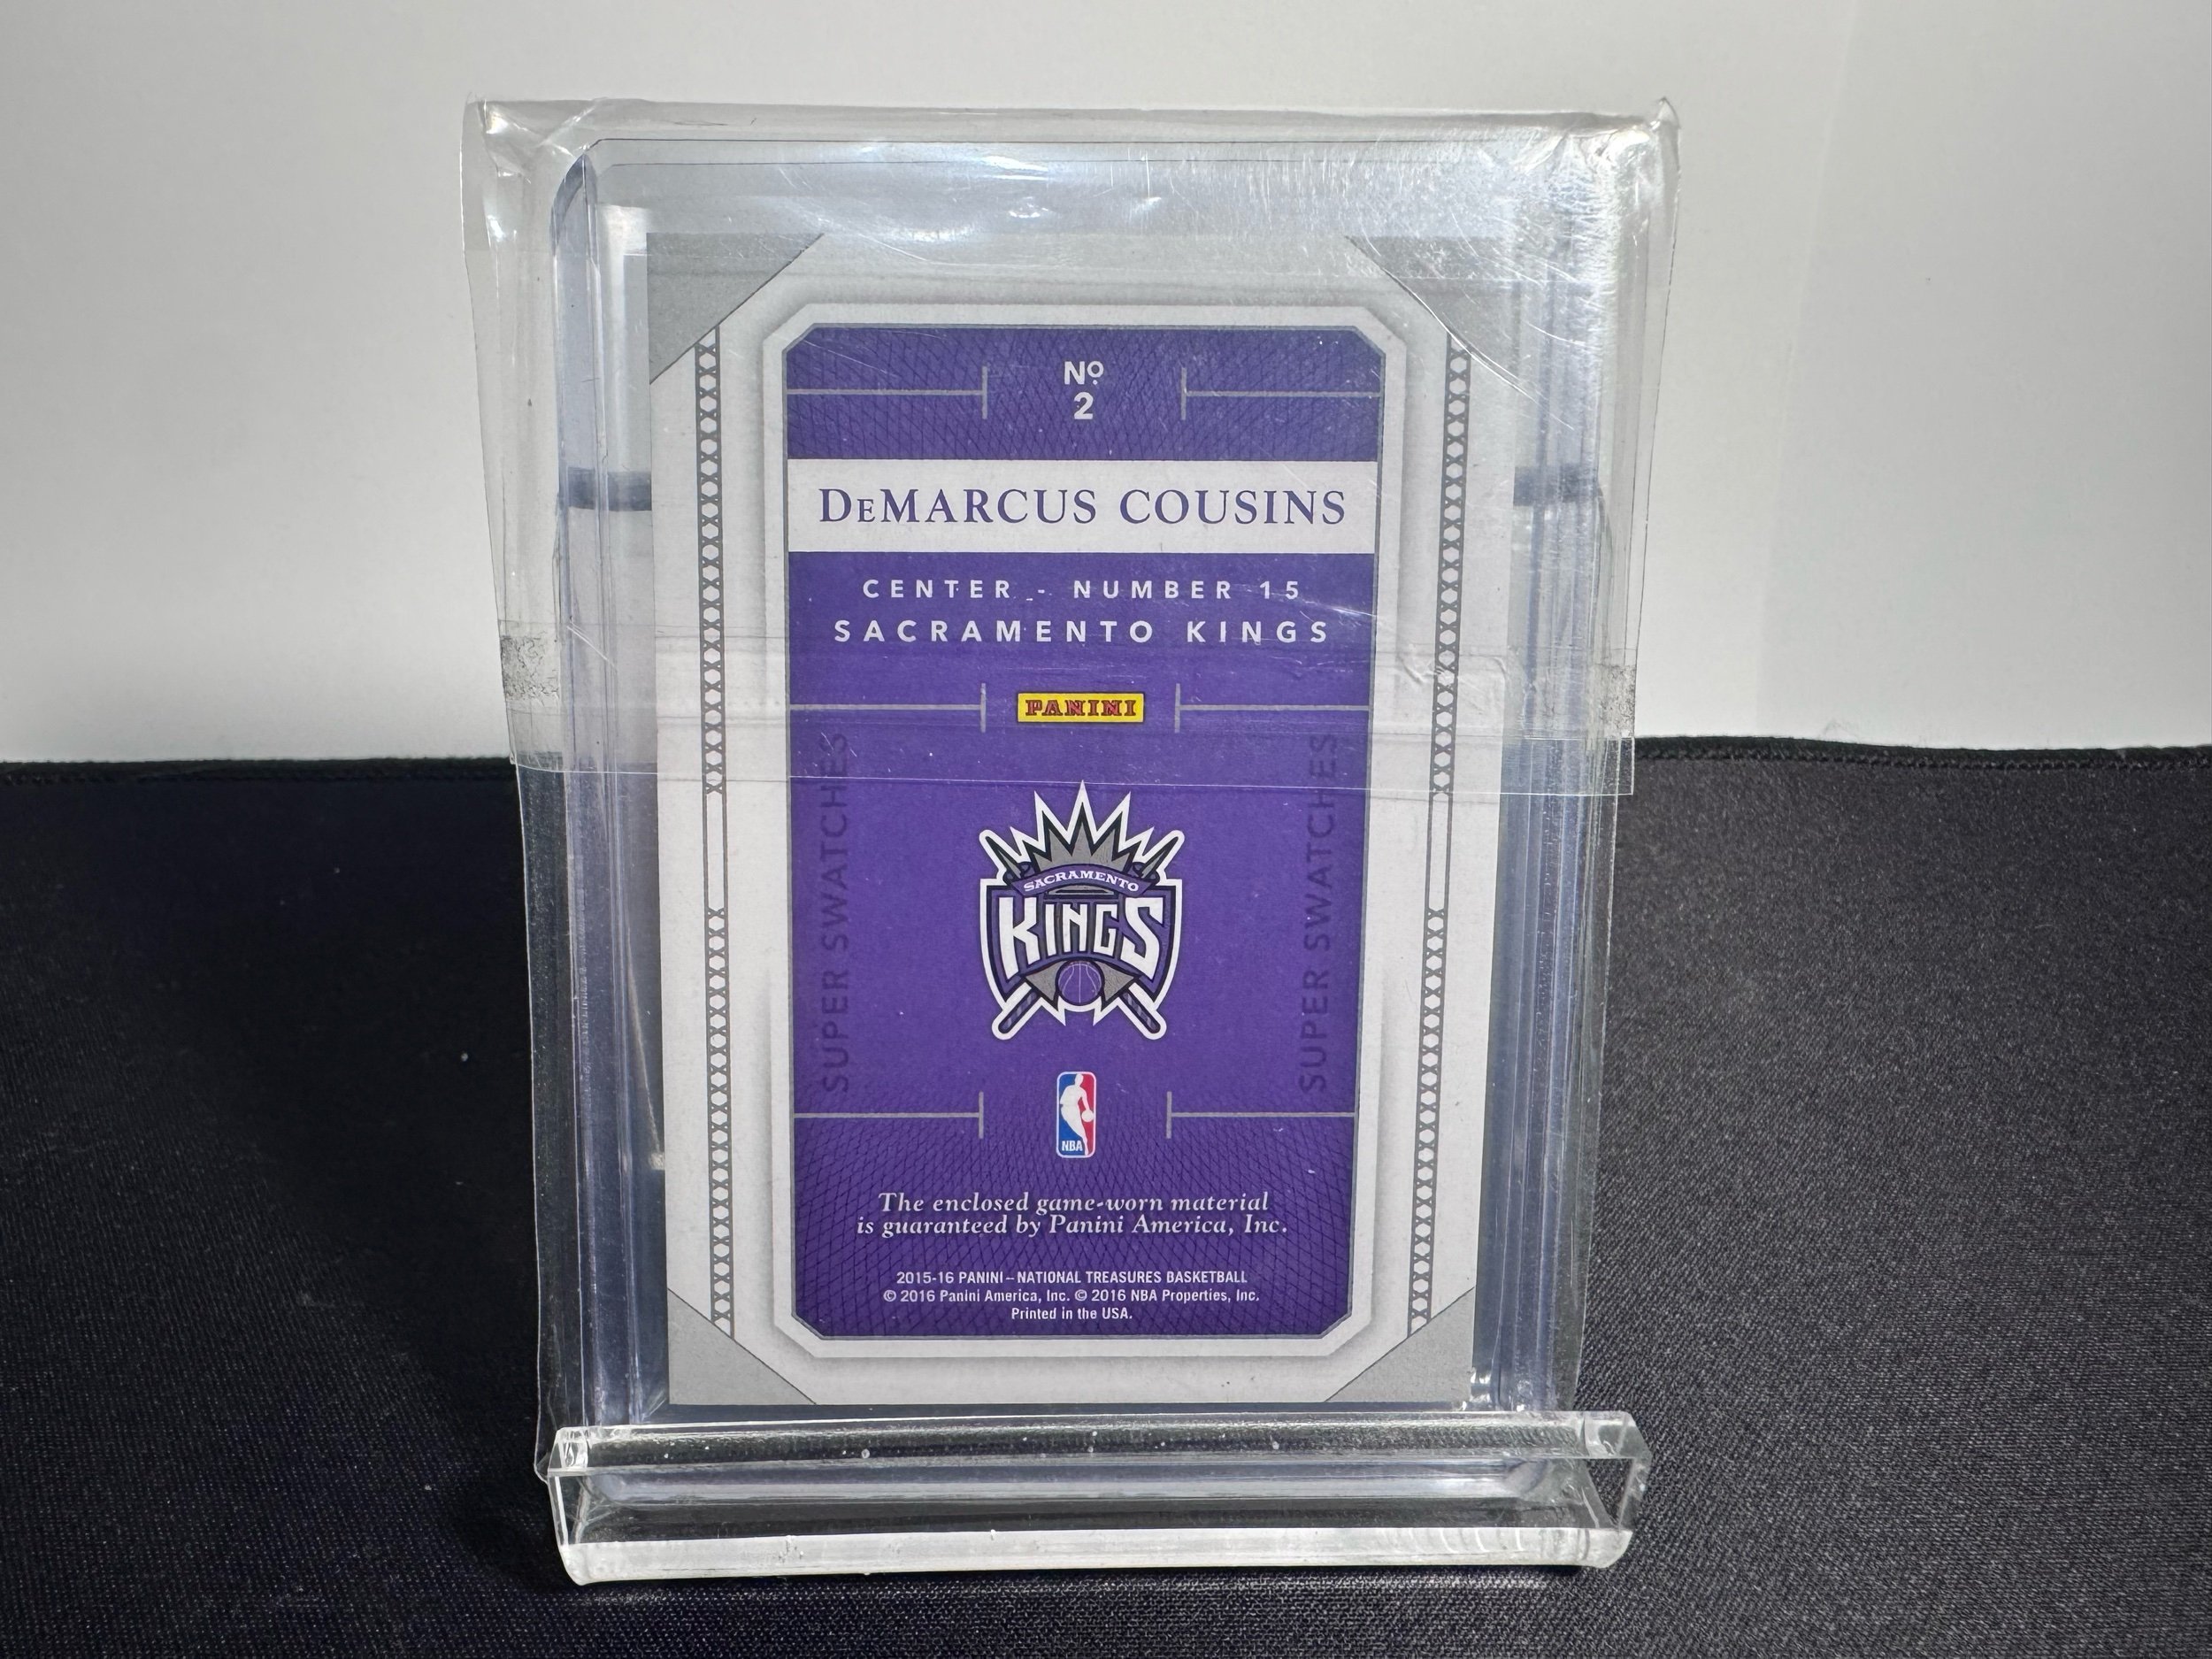 Nº
2
DeMARCUS COUSINS
CENTER - NUMBER 15
SACRAMENTO KINGS
PANINI
SUPER SWATCHES
SUPER SWATCHES
SACRAMENTO
KINGS
NBA
The enclosed game-worn material
is guaranteed by Panini America, Inc.
2015-16 PANINI – NATIONAL TREASURES BASKETBALL
© 2016 Panini America, Inc. © 2016 NBA Properties, Inc.
Printed in the USA.